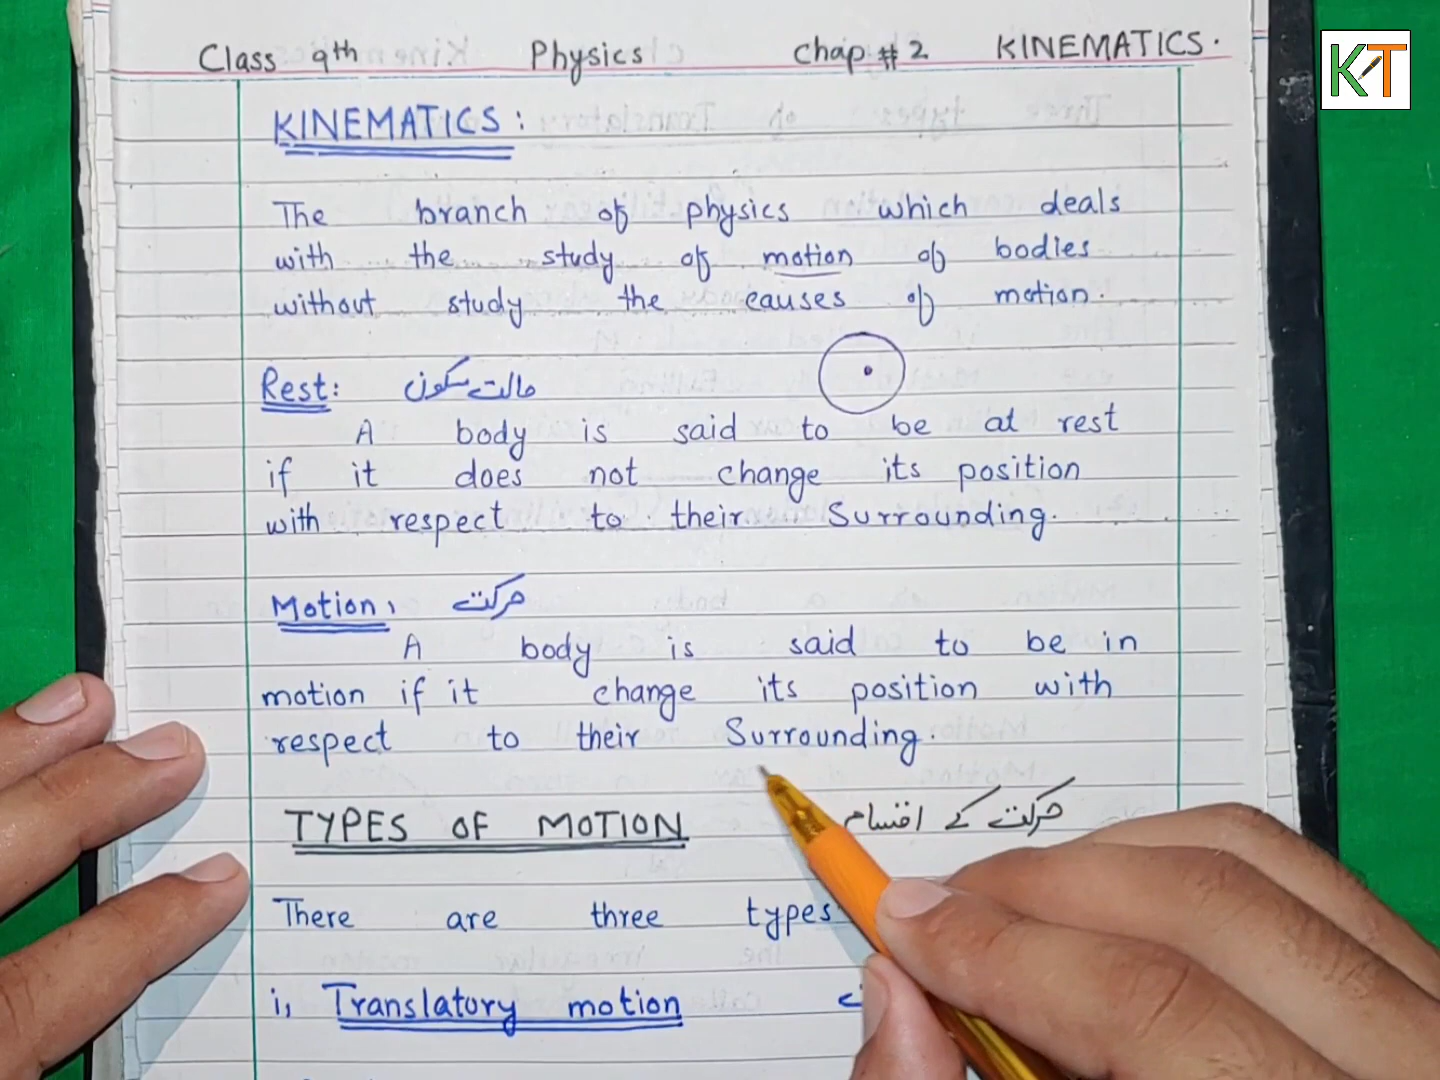 Class 9th Physics Chap # 2 KINEMATICS.
KT
KINEMATICS:
The branch of physics which deals
with the study of motion of bodies
without study the causes of motion.
Rest: حالت سکون
A body is said to be at rest
if it does not change its position
with respect to their Surrounding.
Motion: حرکت
A body is said to be in
motion if it change its position with
respect to their Surrounding.
TYPES OF MOTION حرکت کے اقسام
There are three types
i, Translatory motion